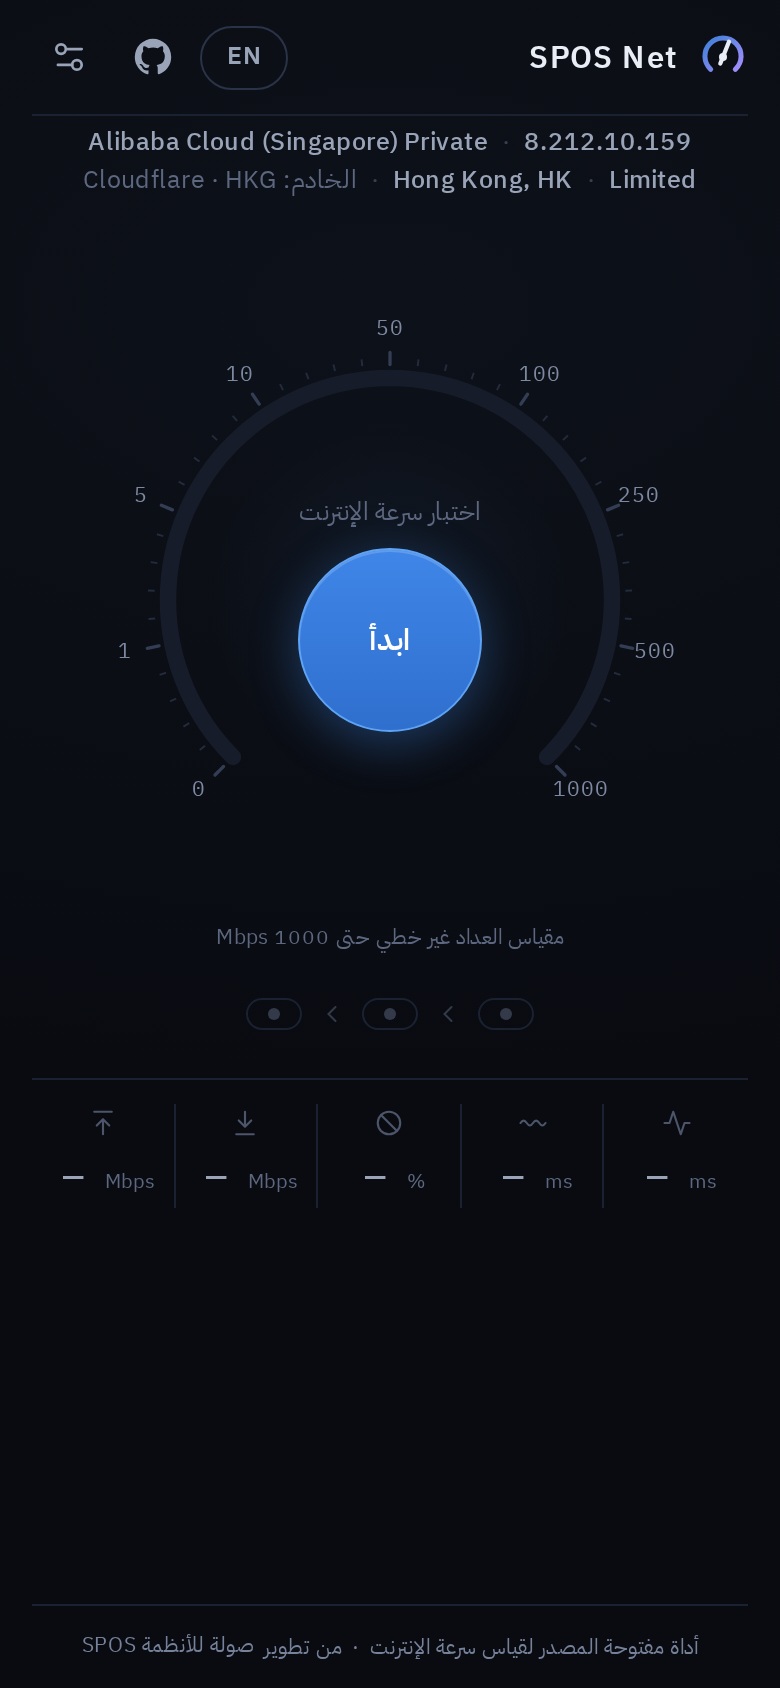 SPOS Net
EN
Alibaba Cloud (Singapore) Private · 8.212.10.159
Limited · Hong Kong, HK · الخادم: Cloudflare · HKG
50
10
100
5
250
1
500
0
1000
اختبار سرعة الإنترنت
ابدأ
مقياس العداد غير خطي حتى 1000 Mbps
— ms
— ms
— %
— Mbps
— Mbps
أداة مفتوحة المصدر لقياس سرعة الإنترنت · من تطوير صولة للأنظمة SPOS